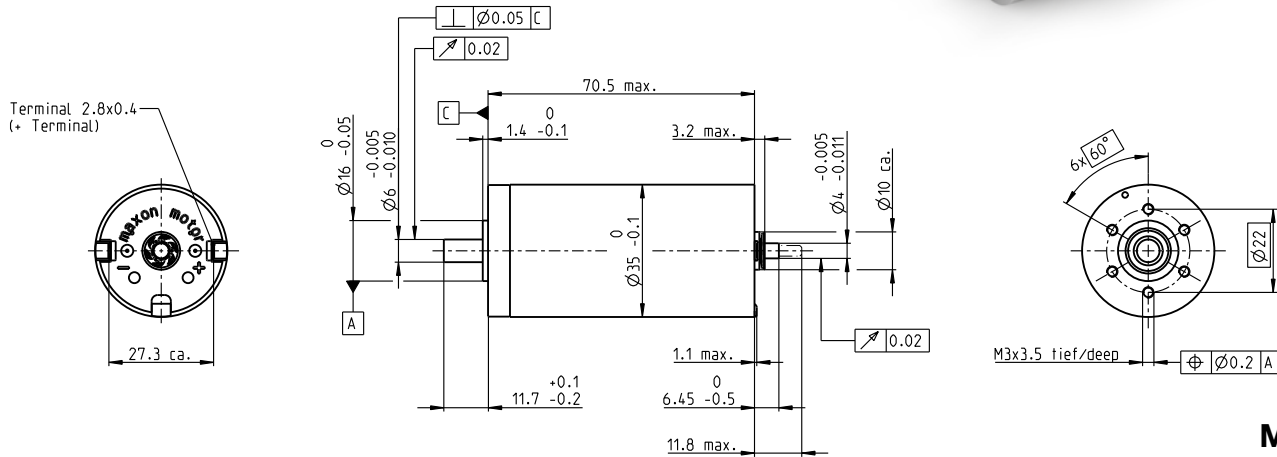 ⊥ Ø0.05 C
↗ 0.02
70.5 max.
Terminal 2.8x0.4
(+ Terminal)
C
0
1.4 -0.1
3.2 max.
0
Ø16 -0.05
-0.005
Ø6 -0.010
-0.005
Ø4 -0.011
Ø10 ca.
6x 60°
maxon motor
- +
0
Ø35 -0.1
Ø22
A
↗ 0.02
27.3 ca.
1.1 max.
M3x3.5 tief/deep
⌖ Ø0.2 A
+0.1
11.7 -0.2
0
6.45 -0.5
11.8 max.
M